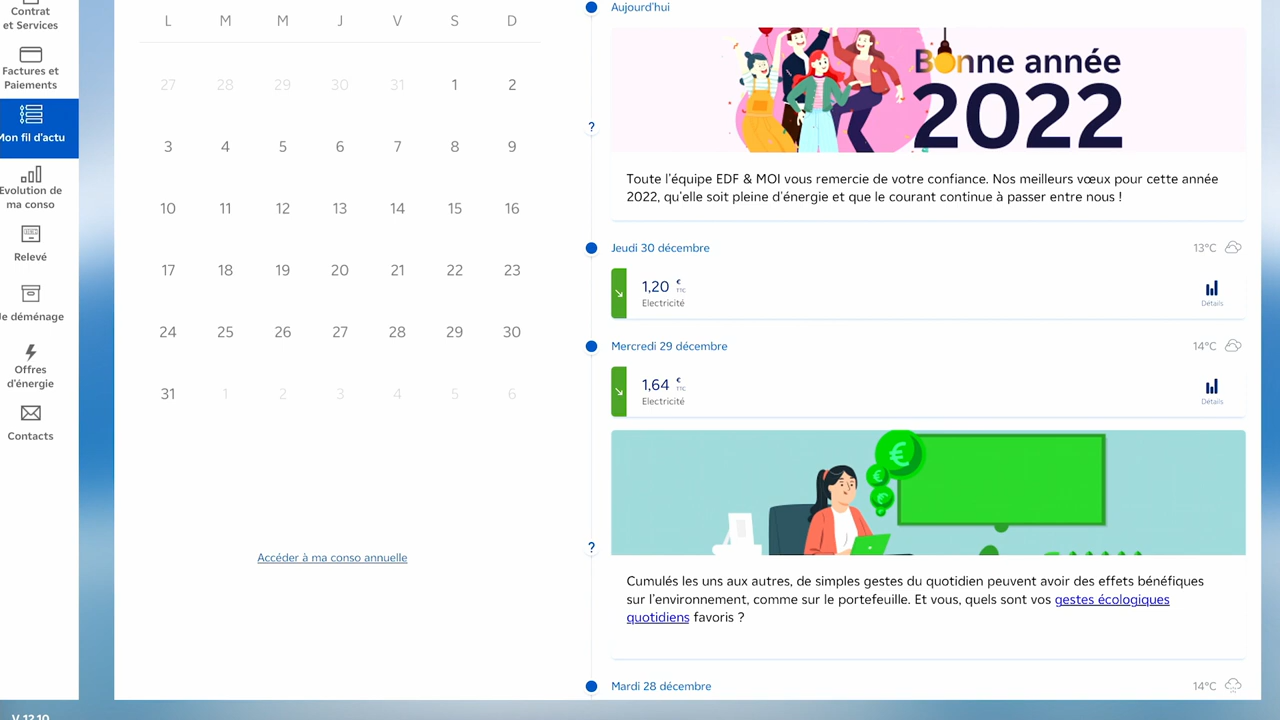 Contrat
et Services
Factures et
Paiements
Mon fil d'actu
Evolution de
ma conso
Relevé
Je déménage
Offres
d'énergie
Contacts
V 12.10
L M M J V S D
27 28 29 30 31 1 2
3 4 5 6 7 8 9
10 11 12 13 14 15 16
17 18 19 20 21 22 23
24 25 26 27 28 29 30
31 1 2 3 4 5 6
Accéder à ma conso annuelle
Aujourd'hui
Bonne année
2022
?
Toute l'équipe EDF & MOI vous remercie de votre confiance. Nos meilleurs vœux pour cette année
2022, qu'elle soit pleine d'énergie et que le courant continue à passer entre nous !
Jeudi 30 décembre 13°C
1,20 € TTC
Electricité
Détails
Mercredi 29 décembre 14°C
1,64 € TTC
Electricité
Détails
€
€
€
?
Cumulés les uns aux autres, de simples gestes du quotidien peuvent avoir des effets bénéfiques
sur l'environnement, comme sur le portefeuille. Et vous, quels sont vos gestes écologiques
quotidiens favoris ?
Mardi 28 décembre 14°C